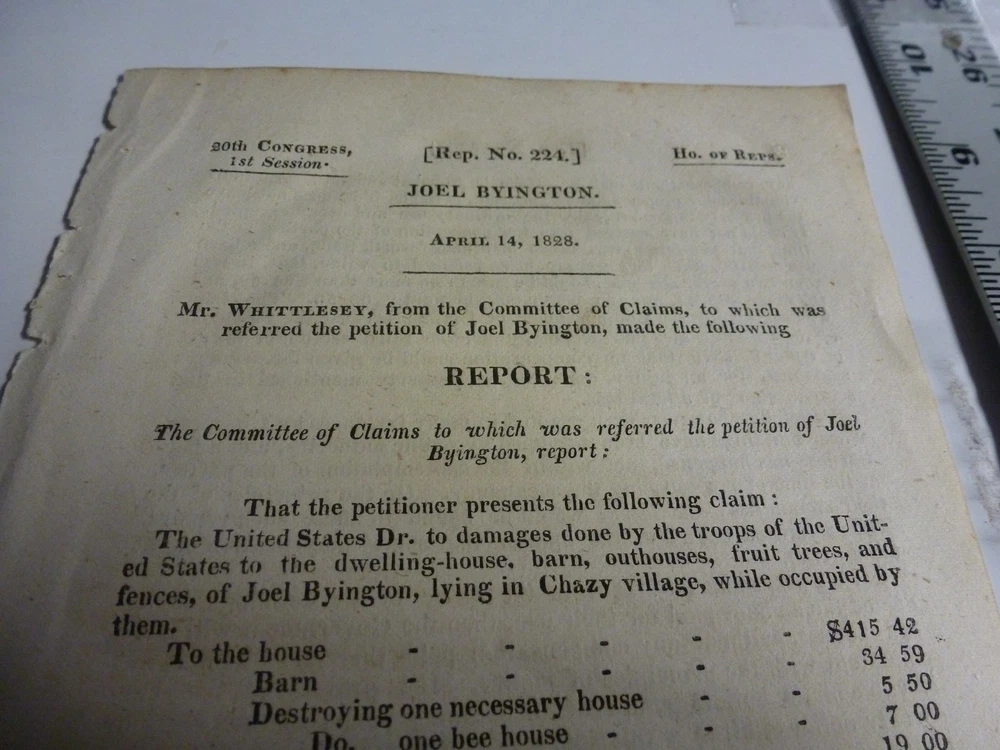 20th Congress, [Rep. No. 224.] Ho. of Reps.
1st Session.
JOEL BYINGTON.
April 14, 1828.
Mr. Whittlesey, from the Committee of Claims, to which was
referred the petition of Joel Byington, made the following
REPORT:
The Committee of Claims to which was referred the petition of Joel
Byington, report:
That the petitioner presents the following claim:
The United States Dr. to damages done by the troops of the Unit-
ed States to the dwelling-house, barn, outhouses, fruit trees, and
fences, of Joel Byington, lying in Chazy village, while occupied by
them.
To the house - - - - - $415 42
Barn - - - - - 34 59
Destroying one necessary house - - 5 50
Do. one bee house - - - 7 00
19 00
10
9
26